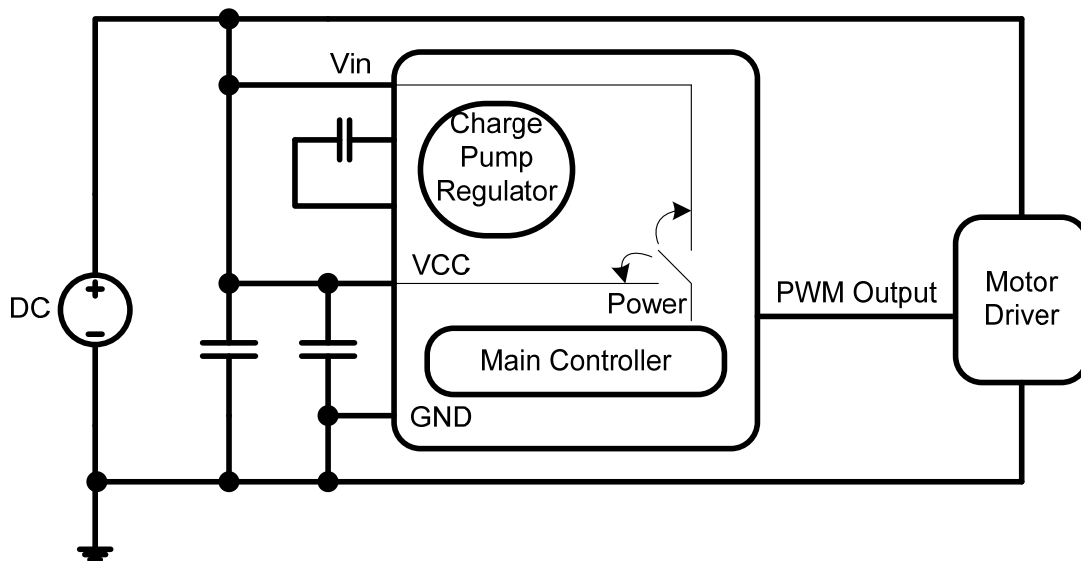 Vin
Charge
Pump
Regulator
VCC
DC
Power
PWM Output
Motor
Driver
Main Controller
GND